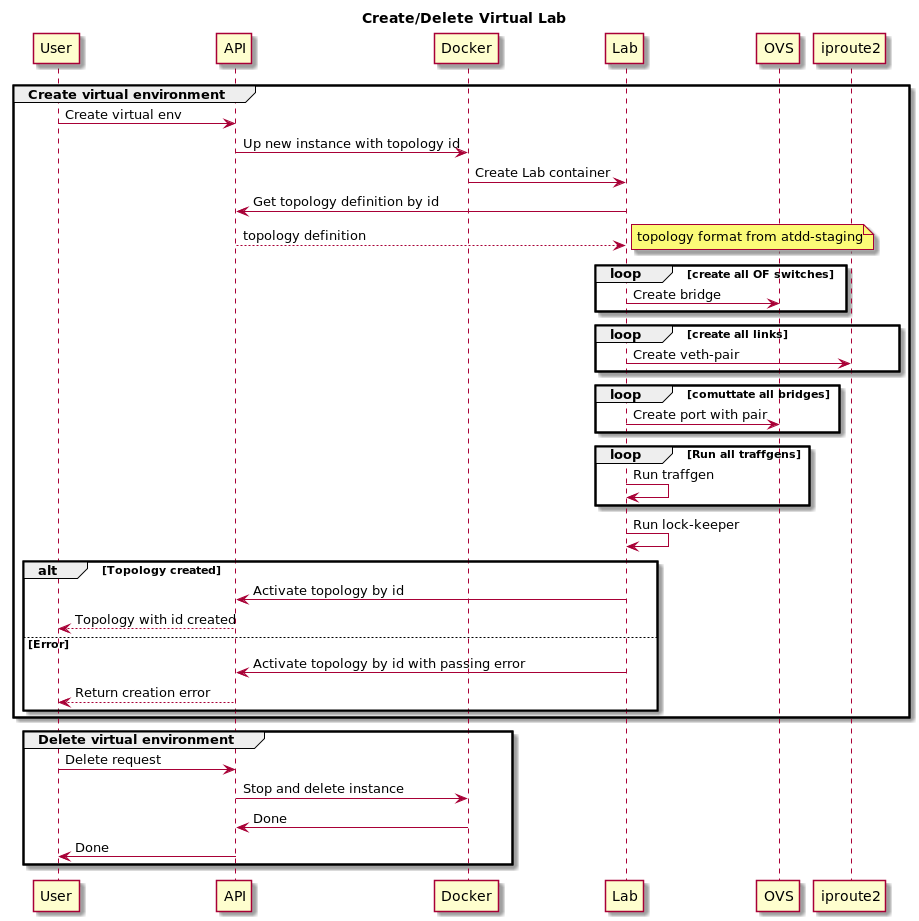 Create/Delete Virtual Lab
User
API
Docker
Lab
OVS
iproute2
Create virtual environment
Create virtual env
Up new instance with topology id
Create Lab container
Get topology definition by id
topology definition
topology format from atdd-staging
loop
[create all OF switches]
Create bridge
loop
[create all links]
Create veth-pair
loop
[comuttate all bridges]
Create port with pair
loop
[Run all traffgens]
Run traffgen
Run lock-keeper
alt
[Topology created]
Activate topology by id
Topology with id created
[Error]
Activate topology by id with passing error
Return creation error
Delete virtual environment
Delete request
Stop and delete instance
Done
Done
User
API
Docker
Lab
OVS
iproute2